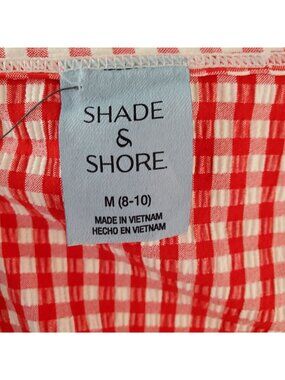 SHADE
&
SHORE
M (8-10)
MADE IN VIETNAM
HECHO EN VIETNAM